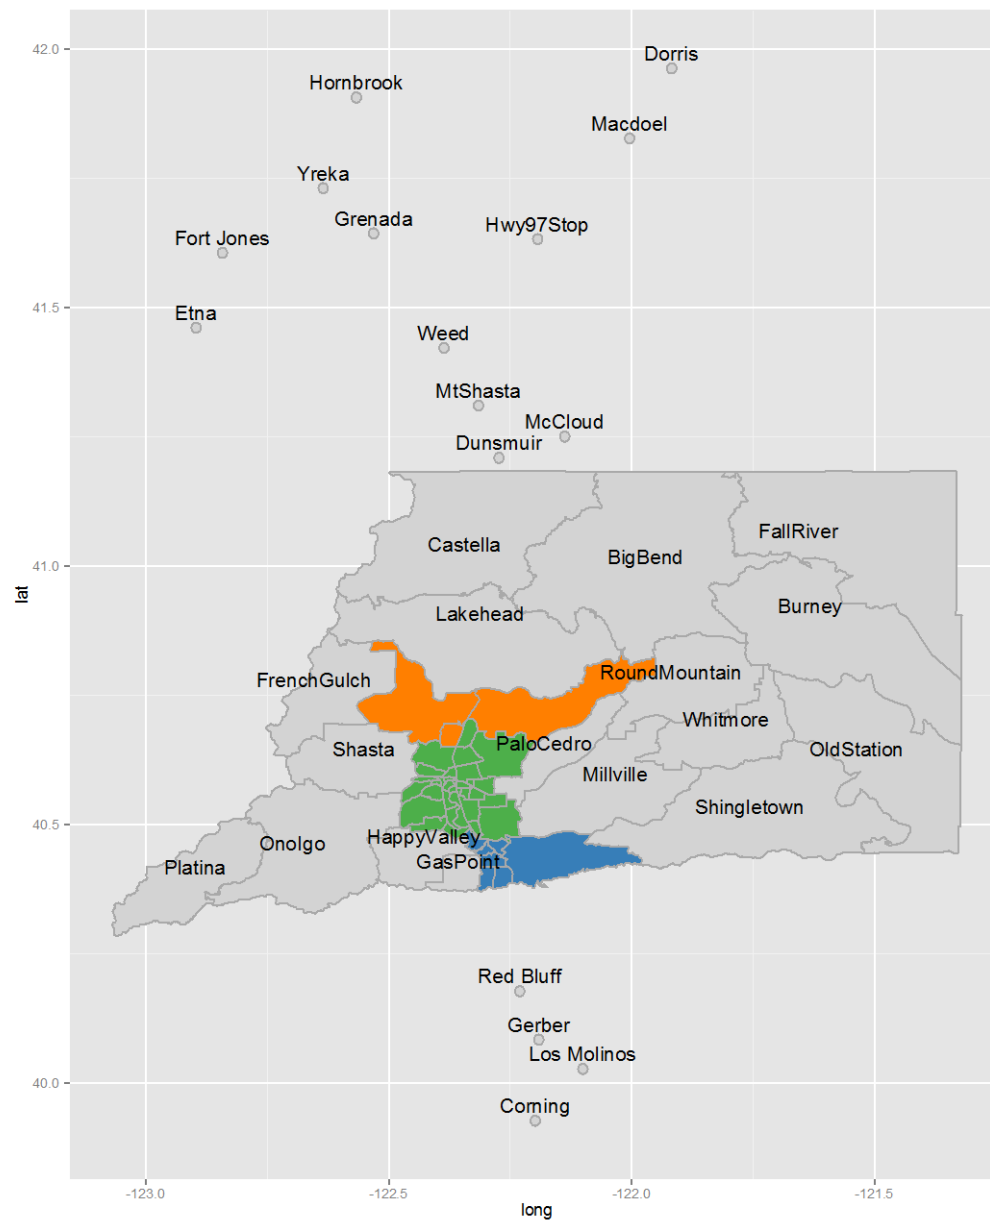 42.0
Dorris
Hornbrook
Macdoel
Yreka
Grenada
Hwy97Stop
Fort Jones
41.5
Etna
Weed
MtShasta
McCloud
Dunsmuir
FallRiver
Castella
BigBend
41.0
lat
Burney
Lakehead
FrenchGulch
RoundMountain
Whitmore
Shasta
PaloCedro
OldStation
Millville
Shingletown
40.5
HappyValley
Onolgo
GasPoint
Platina
Red Bluff
Gerber
Los Molinos
40.0
Corning
-123.0
-122.5
-122.0
-121.5
long